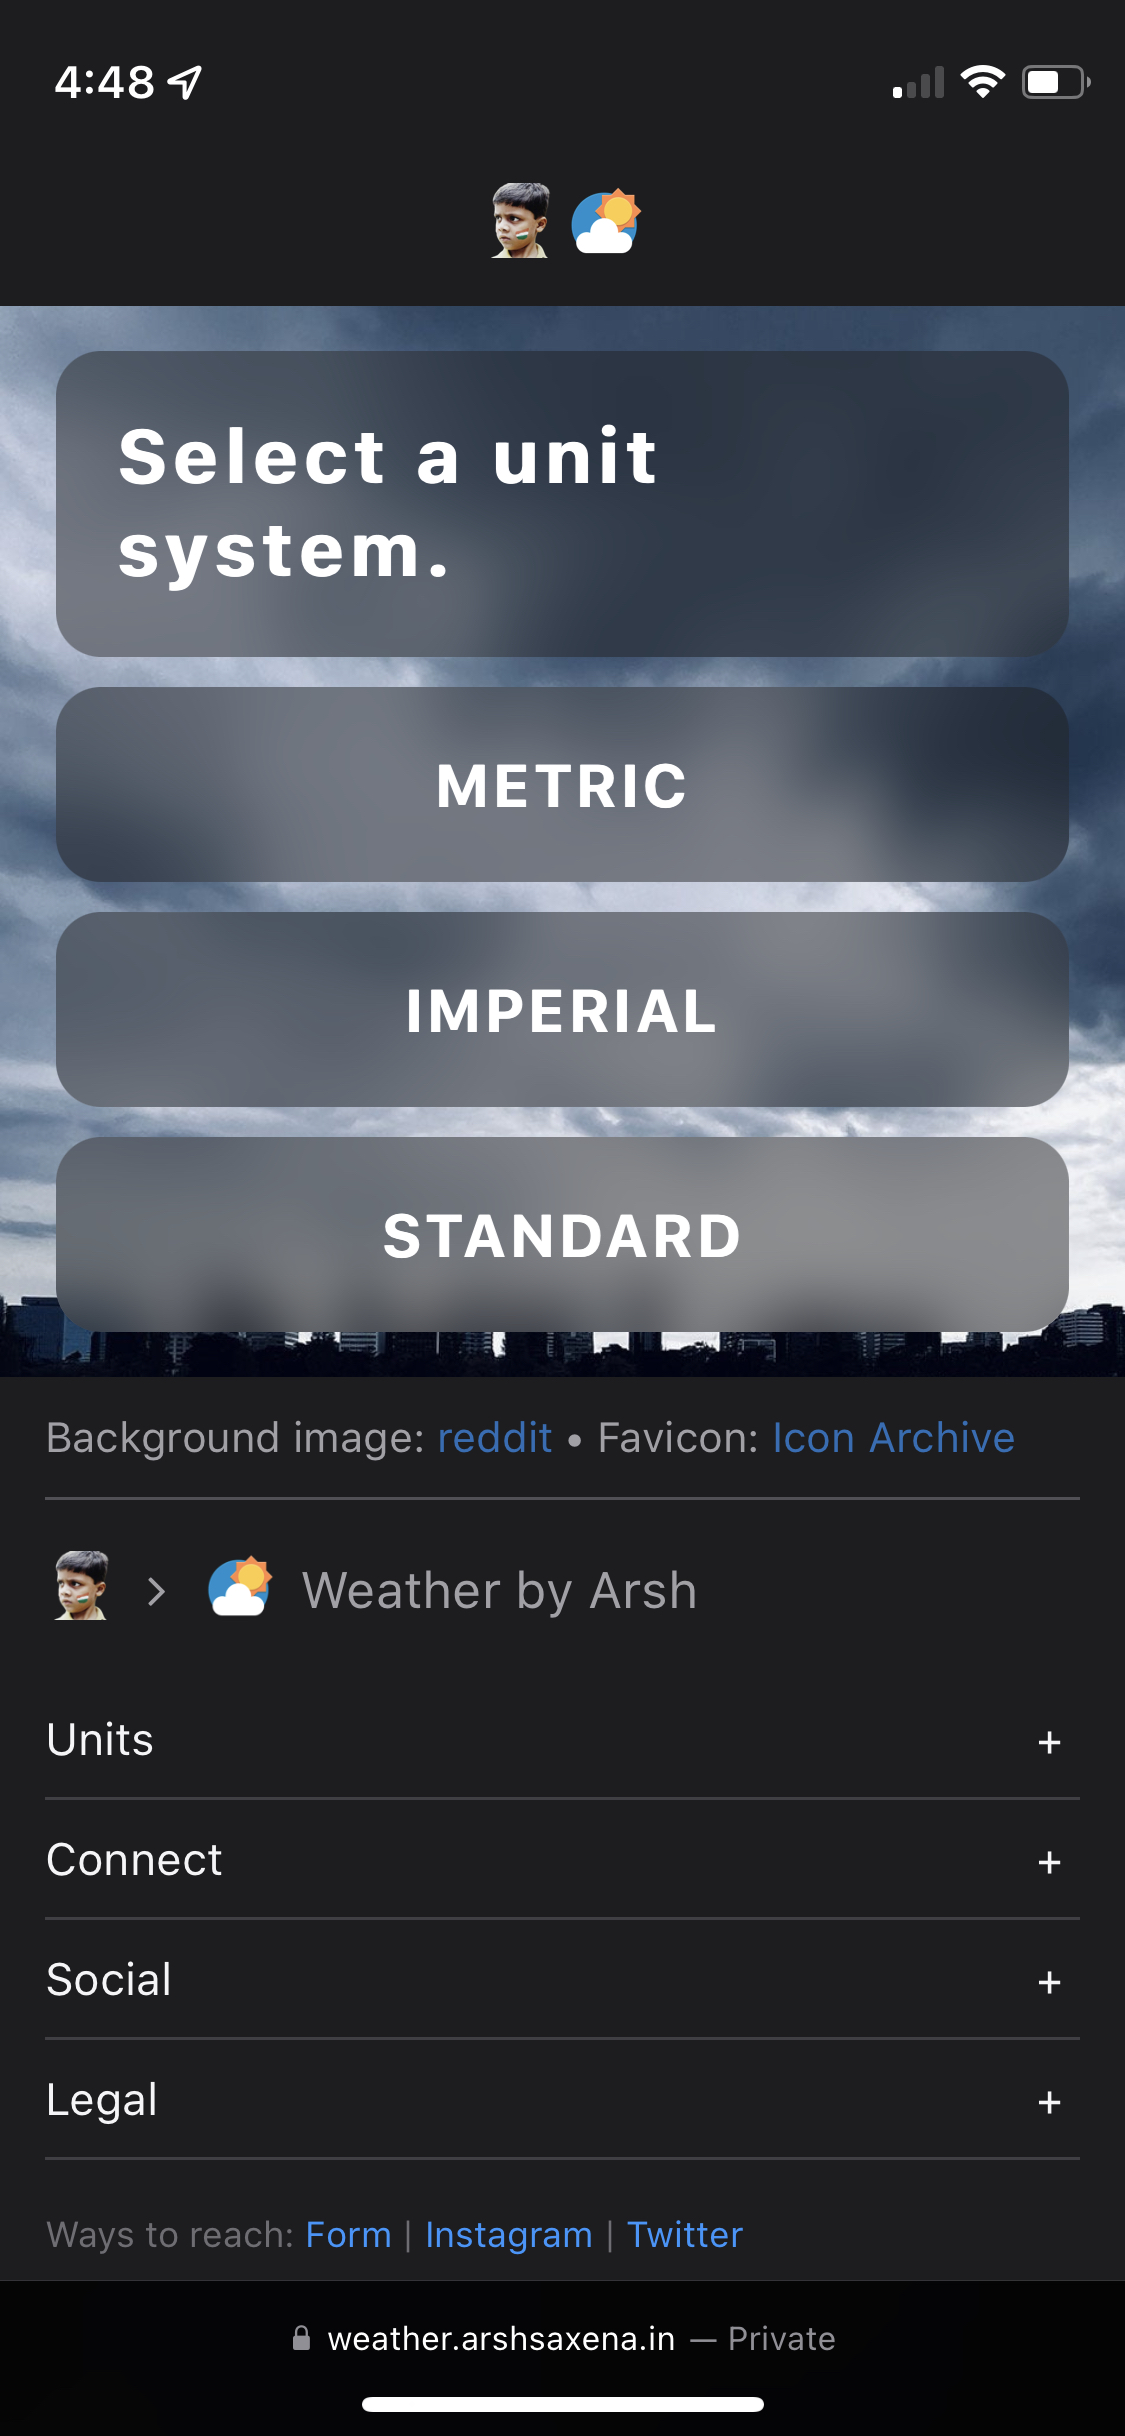 4:48
Select a unit
system.
METRIC
IMPERIAL
STANDARD
Background image: reddit • Favicon: Icon Archive
> Weather by Arsh
Units +
Connect +
Social +
Legal +
Ways to reach: Form | Instagram | Twitter
weather.arshsaxena.in — Private